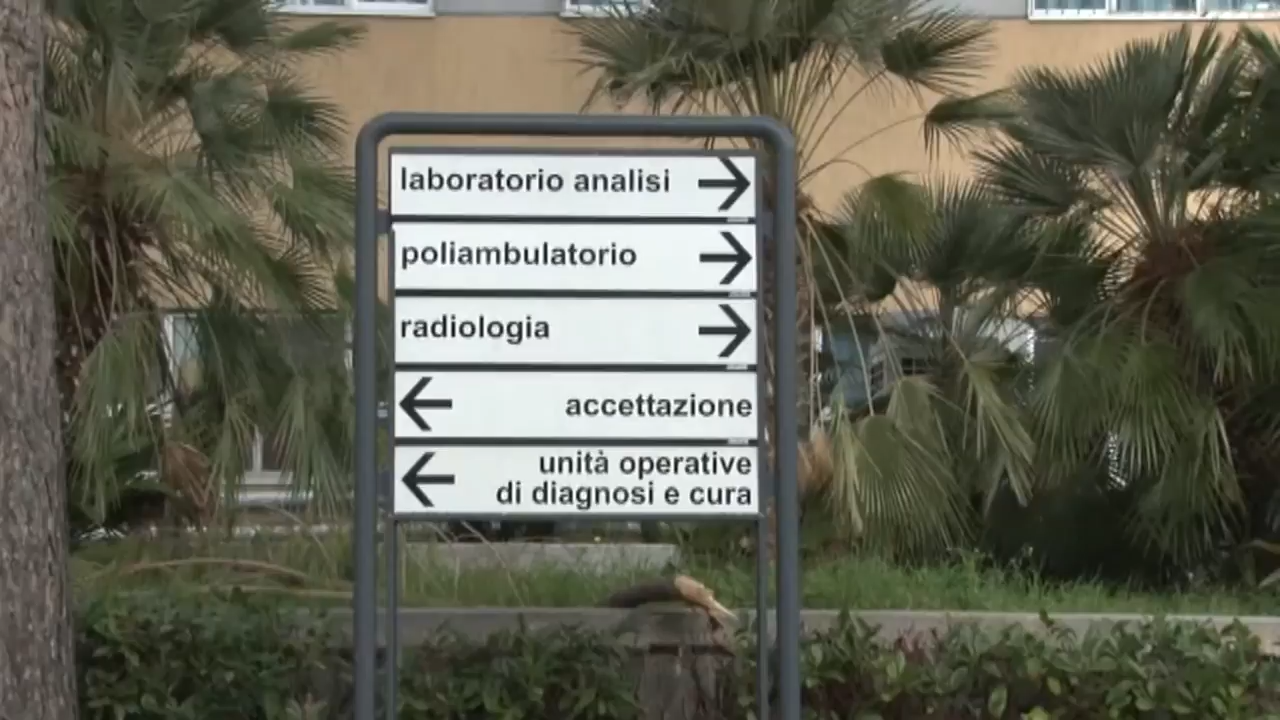 laboratorio analisi
poliambulatorio
radiologia
accettazione
unità operative
di diagnosi e cura